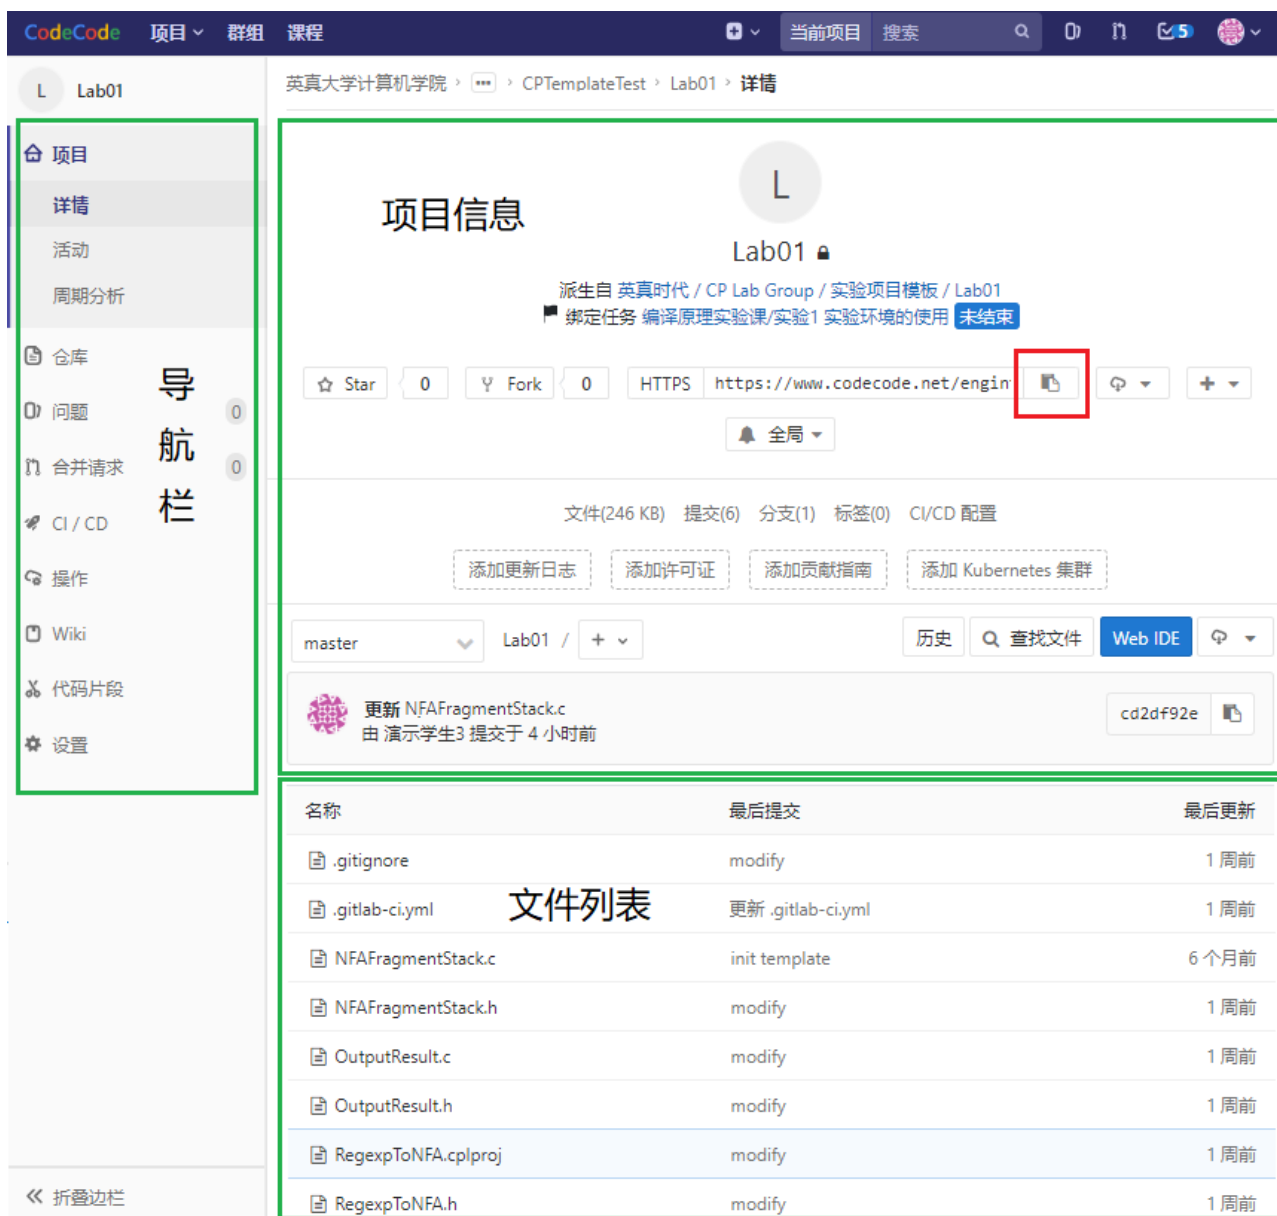 CodeCode 项目 群组 课程 当前项目 搜索 5
L Lab01
英真大学计算机学院 › ··· › CPTemplateTest › Lab01 › 详情
项目
详情
活动
周期分析
仓库
问题 0
合并请求 0
CI / CD
操作
Wiki
代码片段
设置
折叠边栏
导
航
栏
项目信息
L
Lab01
派生自 英真时代 / CP Lab Group / 实验项目模板 / Lab01
绑定任务 编译原理实验课/实验1 实验环境的使用 未结束
Star 0 Fork 0 HTTPS https://www.codecode.net/engin
全局
文件(246 KB) 提交(6) 分支(1) 标签(0) CI/CD 配置
添加更新日志 添加许可证 添加贡献指南 添加 Kubernetes 集群
master Lab01 / + 历史 查找文件 Web IDE
更新 NFAFragmentStack.c
由 演示学生3 提交于 4 小时前
cd2df92e
名称 最后提交 最后更新
.gitignore modify 1 周前
文件列表
.gitlab-ci.yml 更新 .gitlab-ci.yml 1 周前
NFAFragmentStack.c init template 6 个月前
NFAFragmentStack.h modify 1 周前
OutputResult.c modify 1 周前
OutputResult.h modify 1 周前
RegexpToNFA.cplproj modify 1 周前
RegexpToNFA.h modify 1 周前